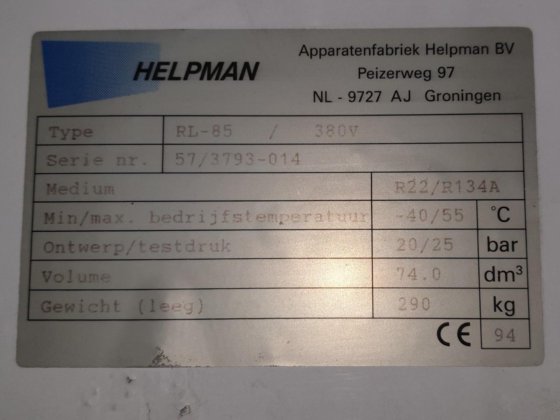 HELPMAN
Apparatenfabriek Helpman BV
Peizerweg 97
NL - 9727 AJ Groningen
Type RL-85 / 380V
Serie nr. 57/3793-014
Medium R22/R134A
Min/max. bedrijfstemperatuur -40/55 °C
Ontwerp/testdruk 20/25 bar
Volume 74.0 dm³
Gewicht (leeg) 290 kg
CE 94